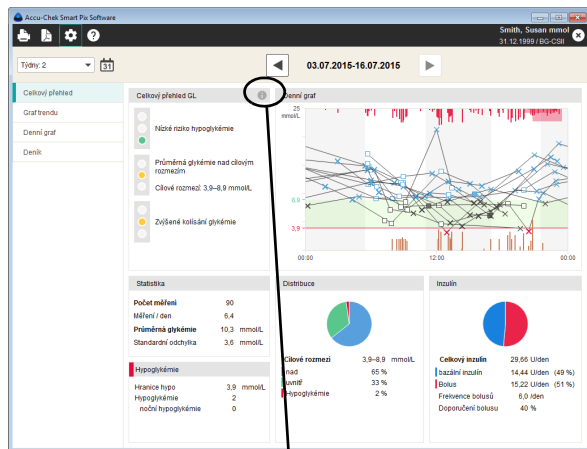 Accu-Chek Smart Pix Software
Smith, Susan mmol
31.12.1999 / BG-CSII
Týdny: 2
31
03.07.2015-16.07.2015
Celkový přehled
Graf trendu
Denní graf
Deník
Celkový přehled GL
Nízké riziko hypoglykémie
Průměrná glykémie nad cílovým
rozmezím
Cílové rozmezí: 3,9–8,9 mmol/L
Zvýšené kolísání glykémie
Denní graf
25
mmol/L
8,9
3,9
00:00
12:00
00:00
Statistika
Počet měření 90
Měření / den 6,4
Průměrná glykémie 10,3 mmol/L
Standardní odchylka 3,6 mmol/L
Hypoglykémie
Hranice hypo 3,9 mmol/L
Hypoglykémie 2
noční hypoglykémie 0
Distribuce
Cílové rozmezí 3,9–8,9 mmol/L
nad 65 %
uvnitř 33 %
Hypoglykémie 2 %
Inzulín
Celkový inzulín 29,66 U/den
bazální inzulín 14,44 U/den (49 %)
Bolus 15,22 U/den (51 %)
Frekvence bolusů 6,0 /den
Doporučení bolusu 40 %